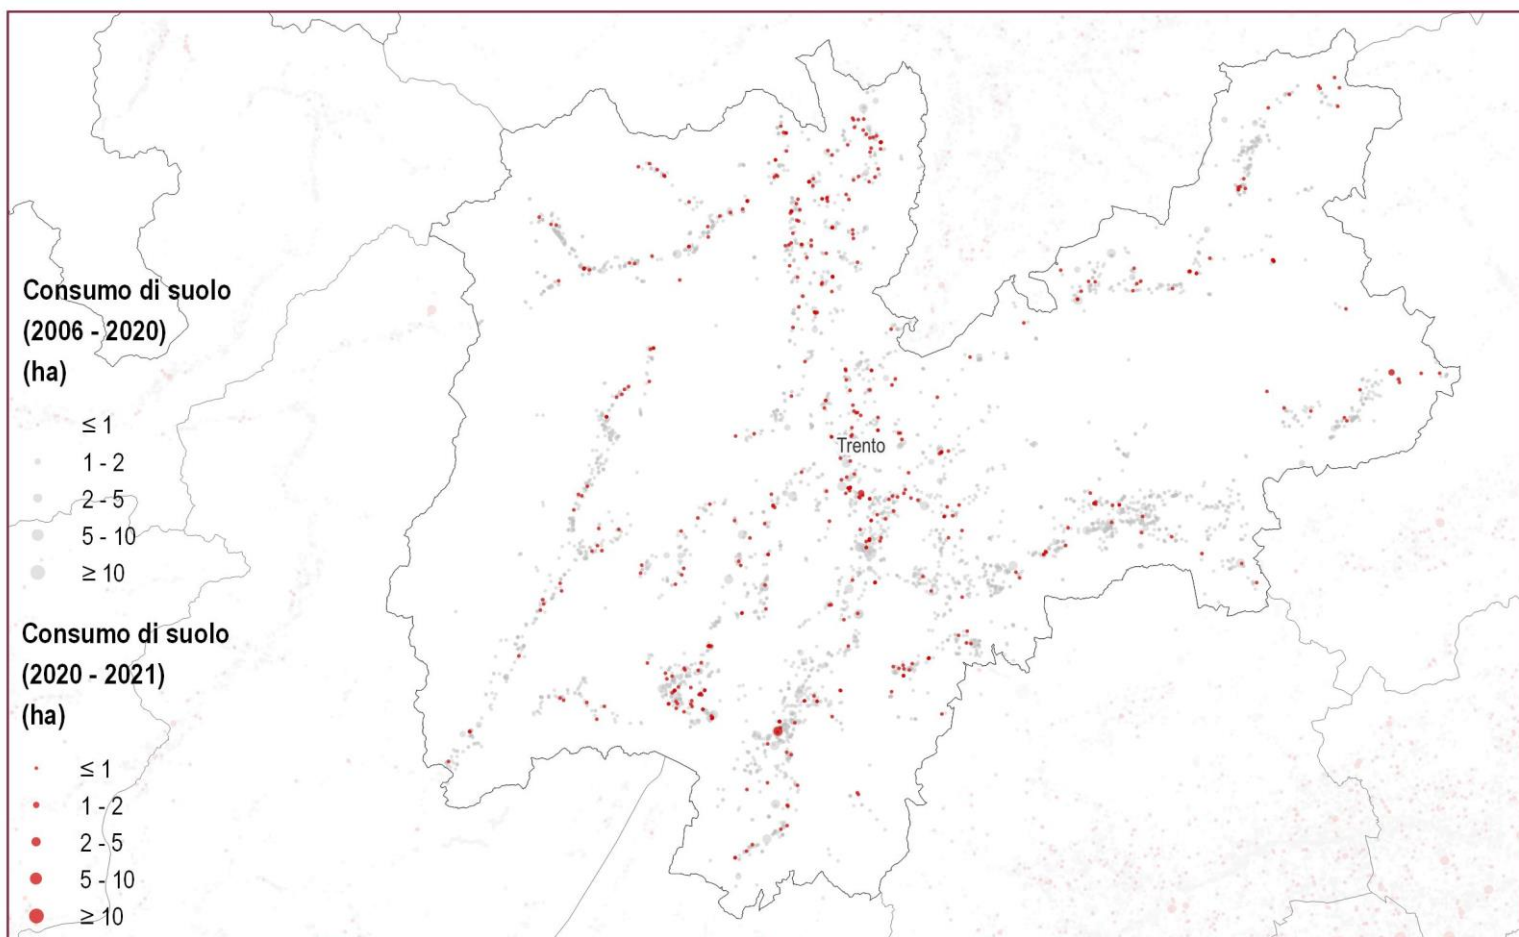 Consumo di suolo
(2006 - 2020)
(ha)
≤ 1
1 - 2
2 - 5
5 - 10
≥ 10
Consumo di suolo
(2020 - 2021)
(ha)
≤ 1
1 - 2
2 - 5
5 - 10
≥ 10
Trento